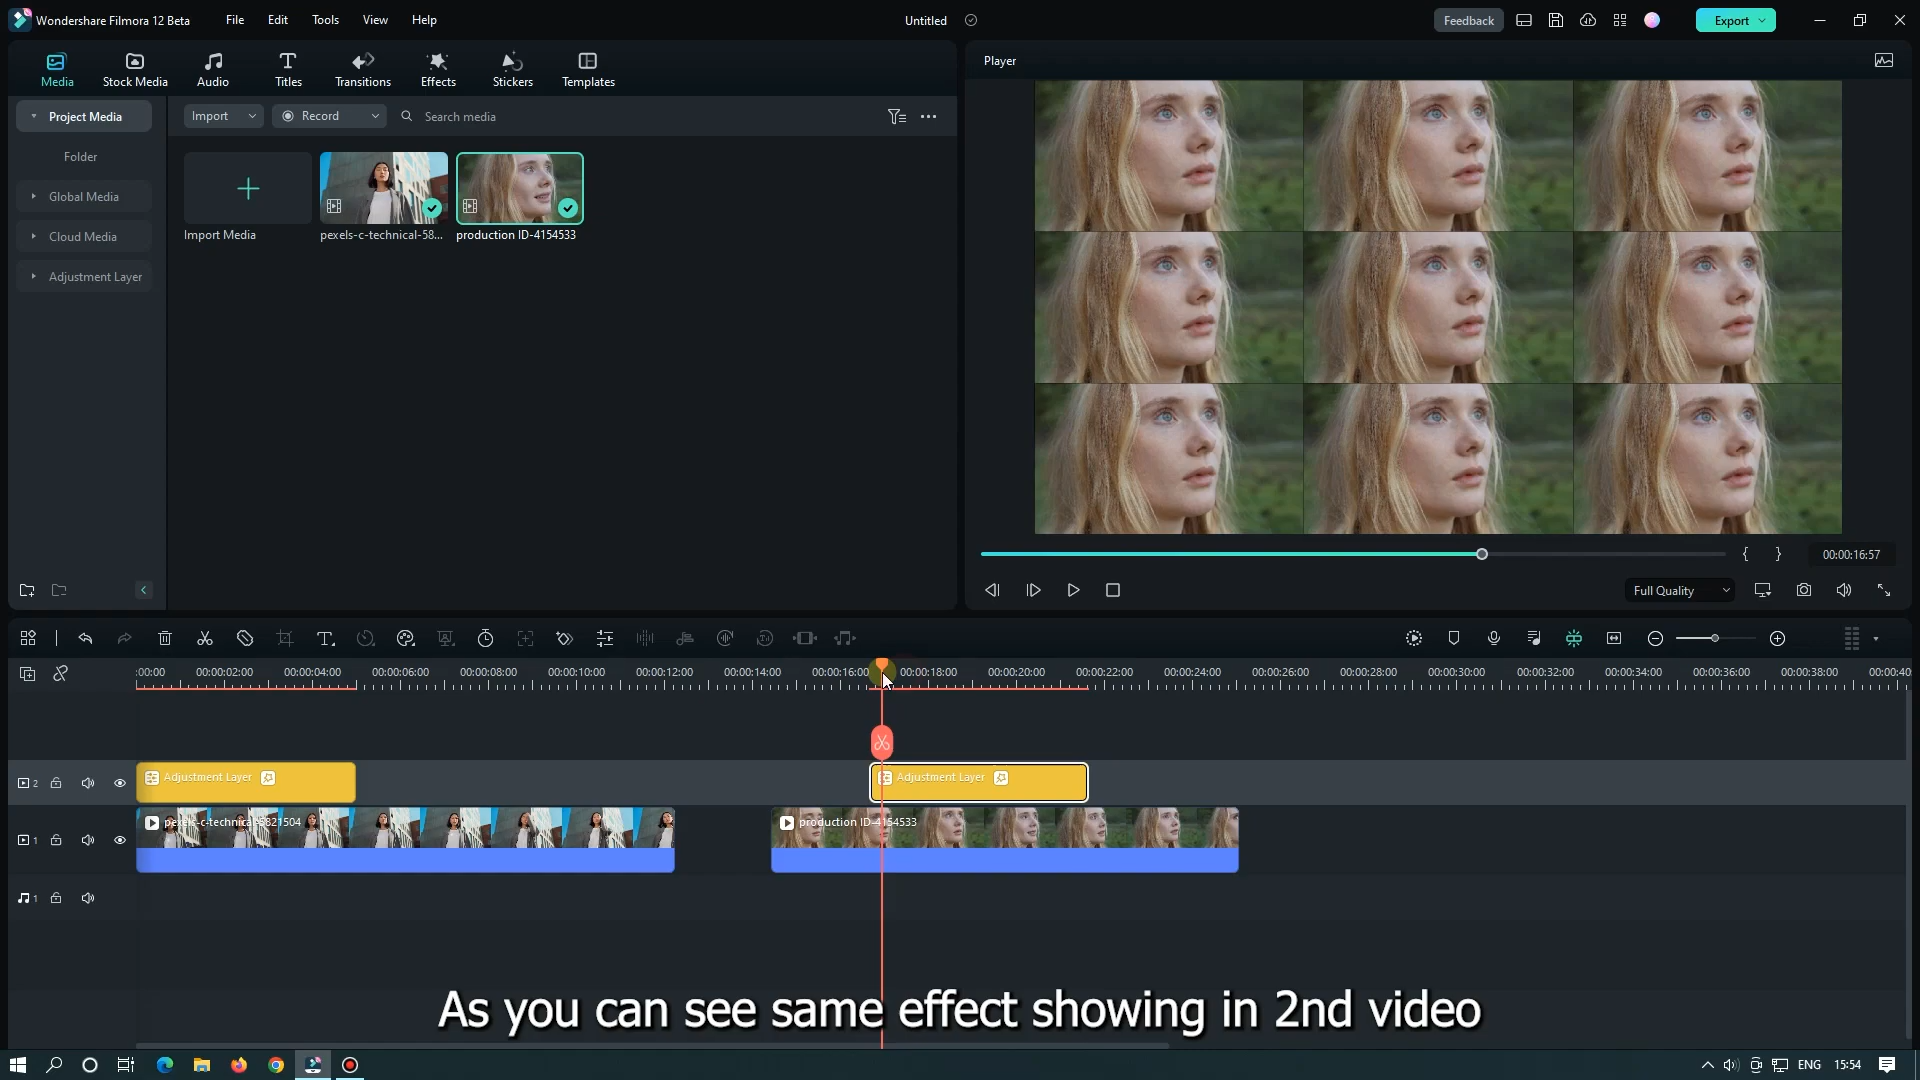 Wondershare Filmora 12 Beta
File Edit Tools View Help
Untitled
Feedback
Export
Media Stock Media Audio Titles Transitions Effects Stickers Templates
Player
Project Media
Import
Record
Search media
Folder
Global Media
Cloud Media
Adjustment Layer
Import Media
pexels-c-technical-58...
production ID-4154533
{ }
00:00:16:57
Full Quality
:00:00 00:00:02:00 00:00:04:00 00:00:06:00 00:00:08:00 00:00:10:00 00:00:12:00 00:00:14:00 00:00:16:00 00:00:18:00 00:00:20:00 00:00:22:00 00:00:24:00 00:00:26:00 00:00:28:00 00:00:30:00 00:00:32:00 00:00:34:00 00:00:36:00 00:00:38:00 00:00:40
2
Adjustment Layer
Adjustment Layer
pexels-c-technical-5821504
production ID-4154533
1
1
As you can see same effect showing in 2nd video
ENG
15:54